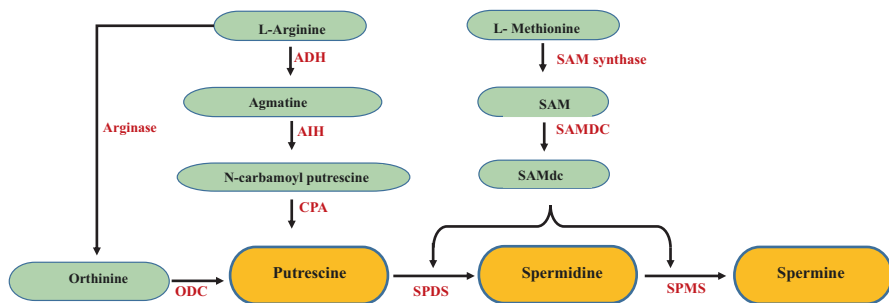 L-Arginine
L- Methionine
ADH
SAM synthase
Agmatine
SAM
Arginase
AIH
SAMDC
N-carbamoyl putrescine
SAMdc
CPA
Orthinine
ODC
Putrescine
SPDS
Spermidine
SPMS
Spermine